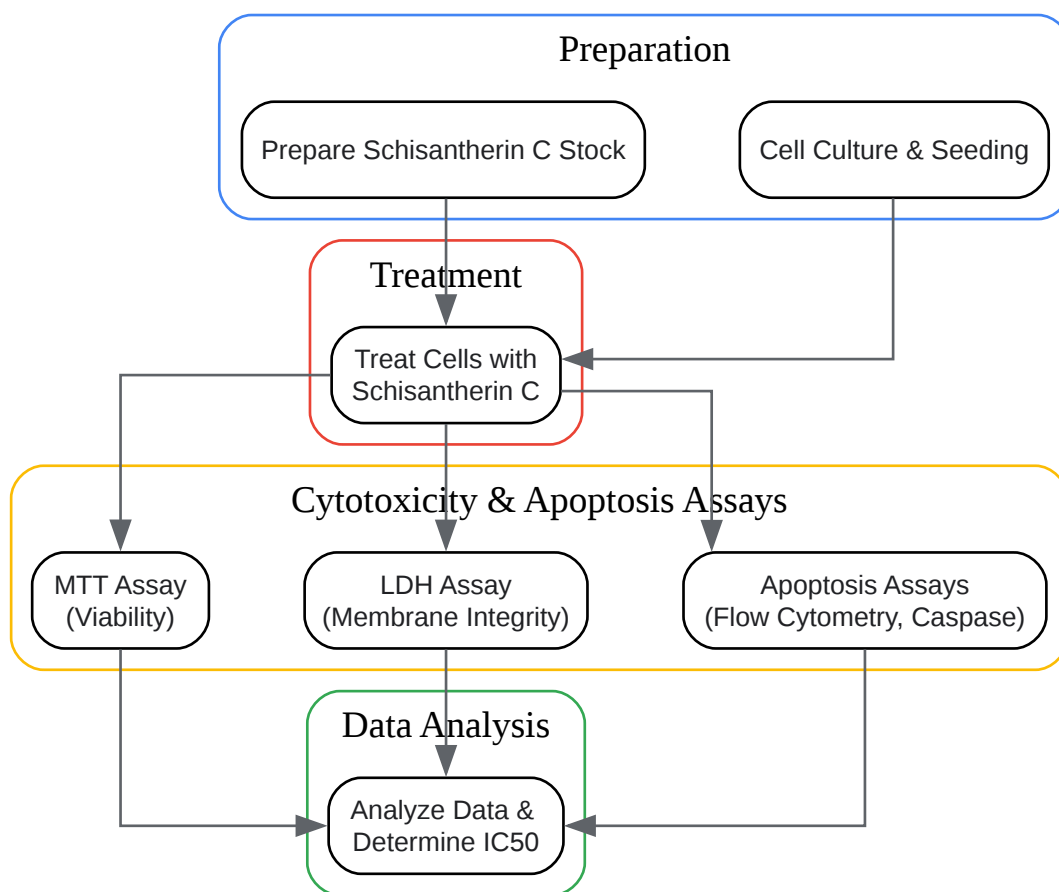 Preparation
Prepare Schisantherin C Stock
Cell Culture & Seeding
Treatment
Treat Cells with
Schisantherin C
Cytotoxicity & Apoptosis Assays
MTT Assay
(Viability)
LDH Assay
(Membrane Integrity)
Apoptosis Assays
(Flow Cytometry, Caspase)
Data Analysis
Analyze Data &
Determine IC50